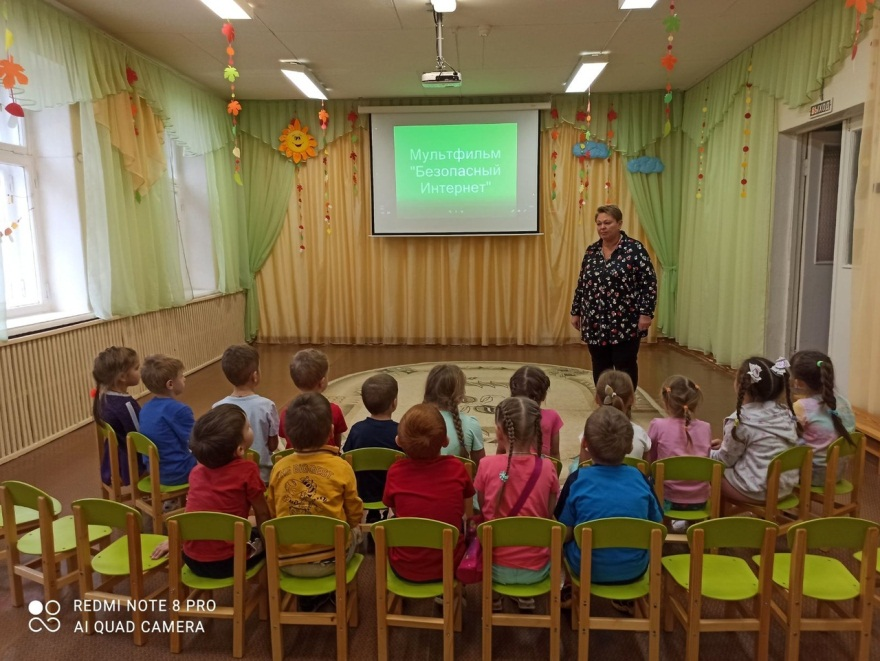 Мультфильм
"Безопасный
Интернет"
REDMI NOTE 8 PRO
AI QUAD CAMERA